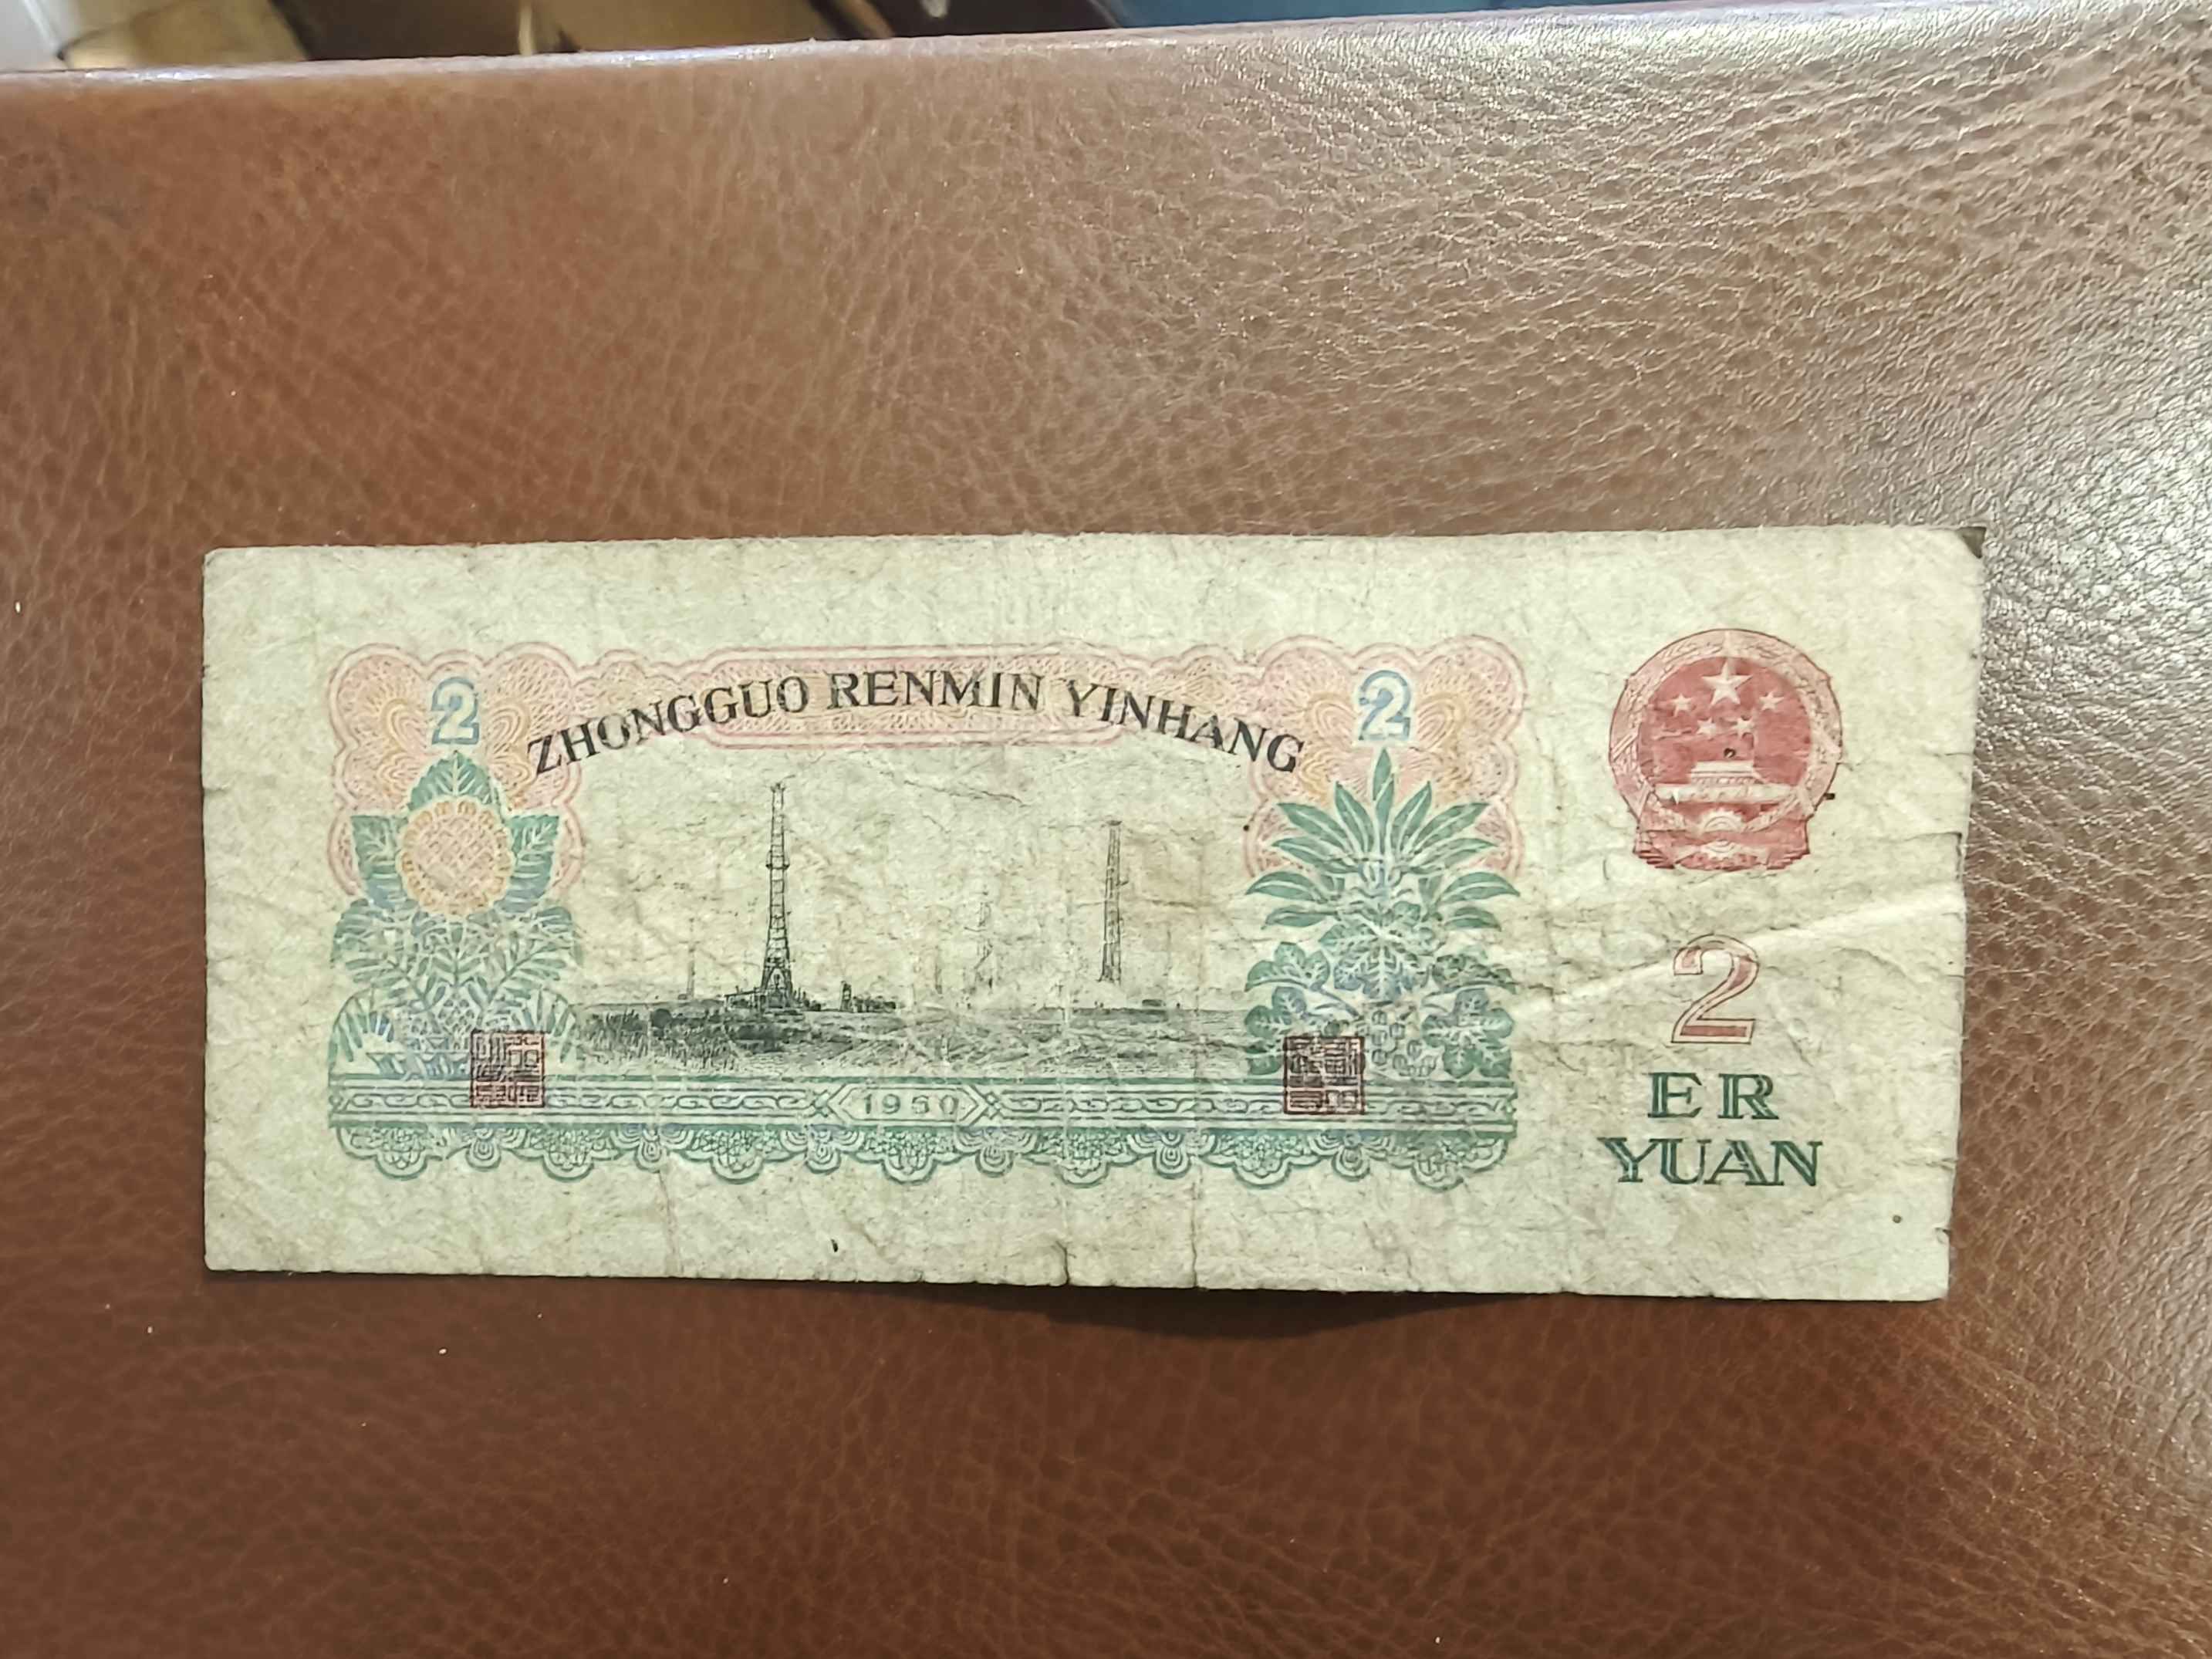 2 ZHONGGUO RENMIN YINHANG 2
1960
2
ER
YUAN